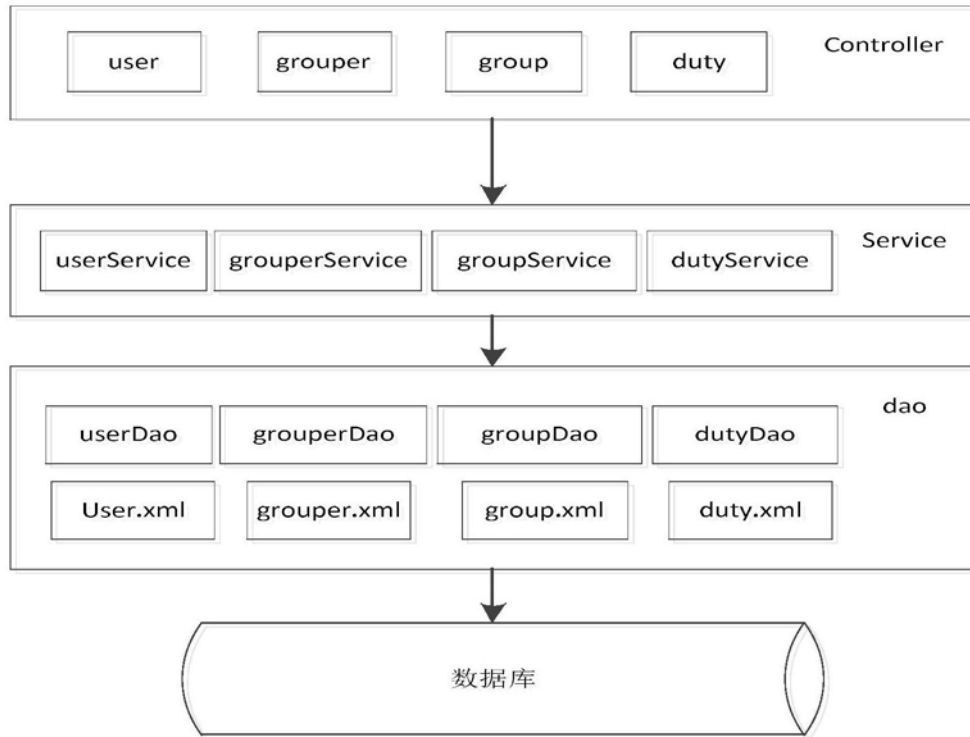 Controller
user grouper group duty
Service
userService grouperService groupService dutyService
dao
userDao grouperDao groupDao dutyDao
User.xml grouper.xml group.xml duty.xml
数据库